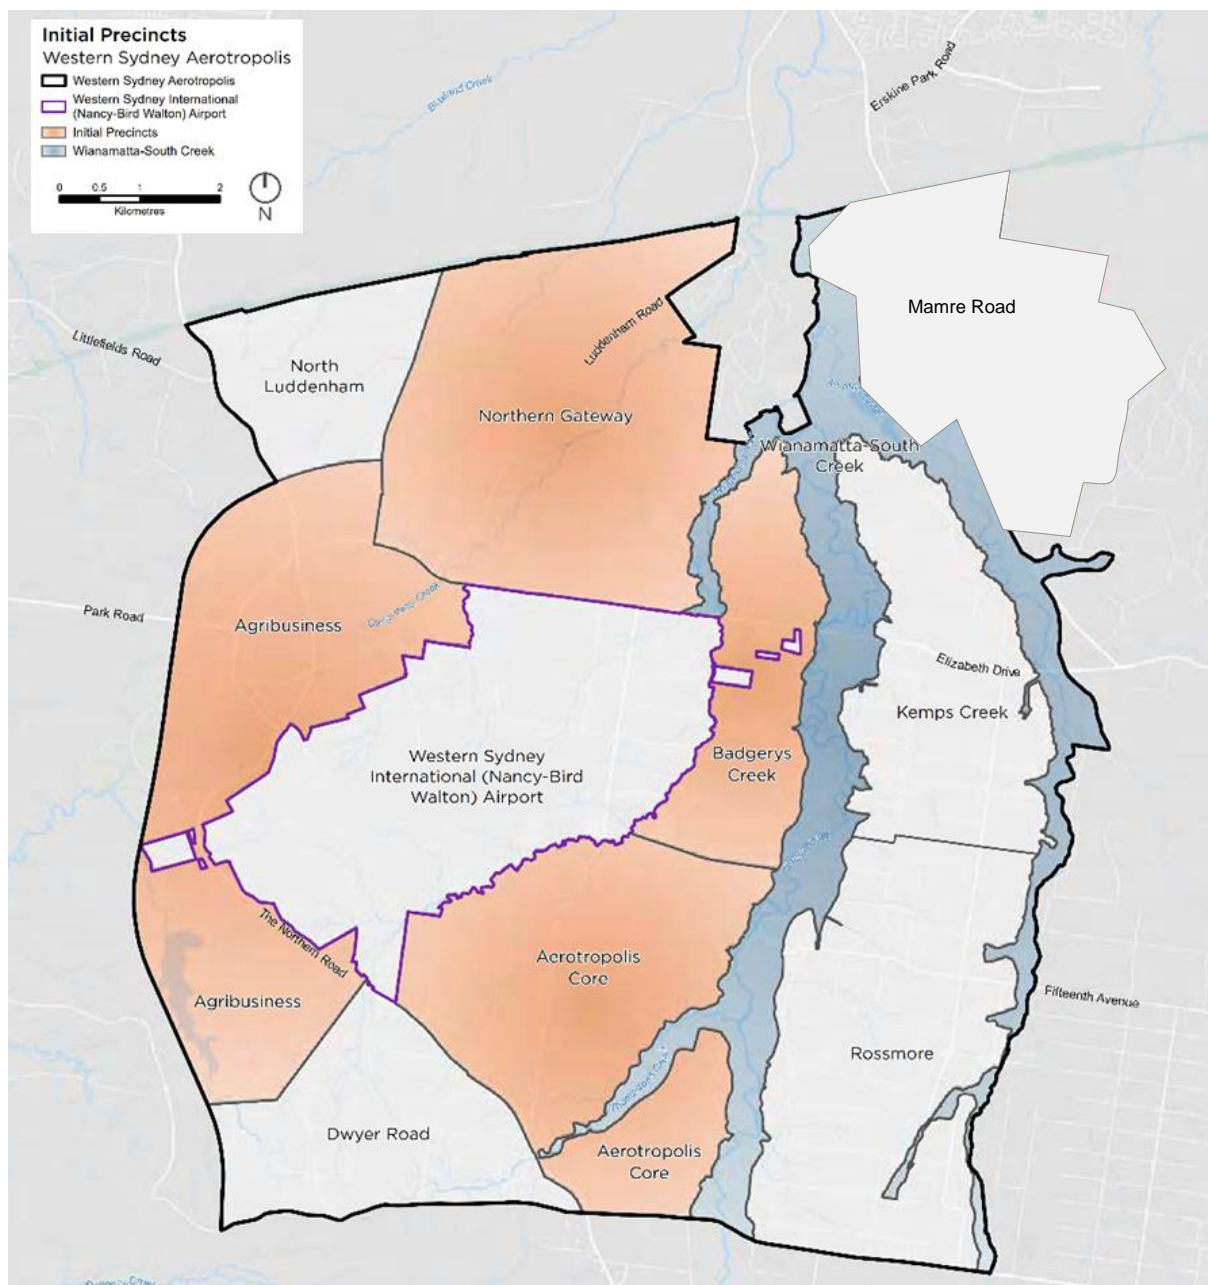 Initial Precincts
Western Sydney Aerotropolis
Western Sydney Aerotropolis
Western Sydney International
(Nancy-Bird Walton) Airport
Initial Precincts
Wianamatta-South Creek
0 0.5 1 2
Kilometres
N
Erskine Park Road
Mamre Road
Littlefields Road
Luddenham Road
North
Luddenham
Northern Gateway
Wianamatta-South
Creek
Park Road
Agribusiness
Elizabeth Drive
Kemps Creek
Western Sydney
International (Nancy-Bird
Walton) Airport
Badgerys
Creek
The Northern Road
Aerotropolis
Core
Agribusiness
Fifteenth Avenue
Rossmore
Dwyer Road
Aerotropolis
Core